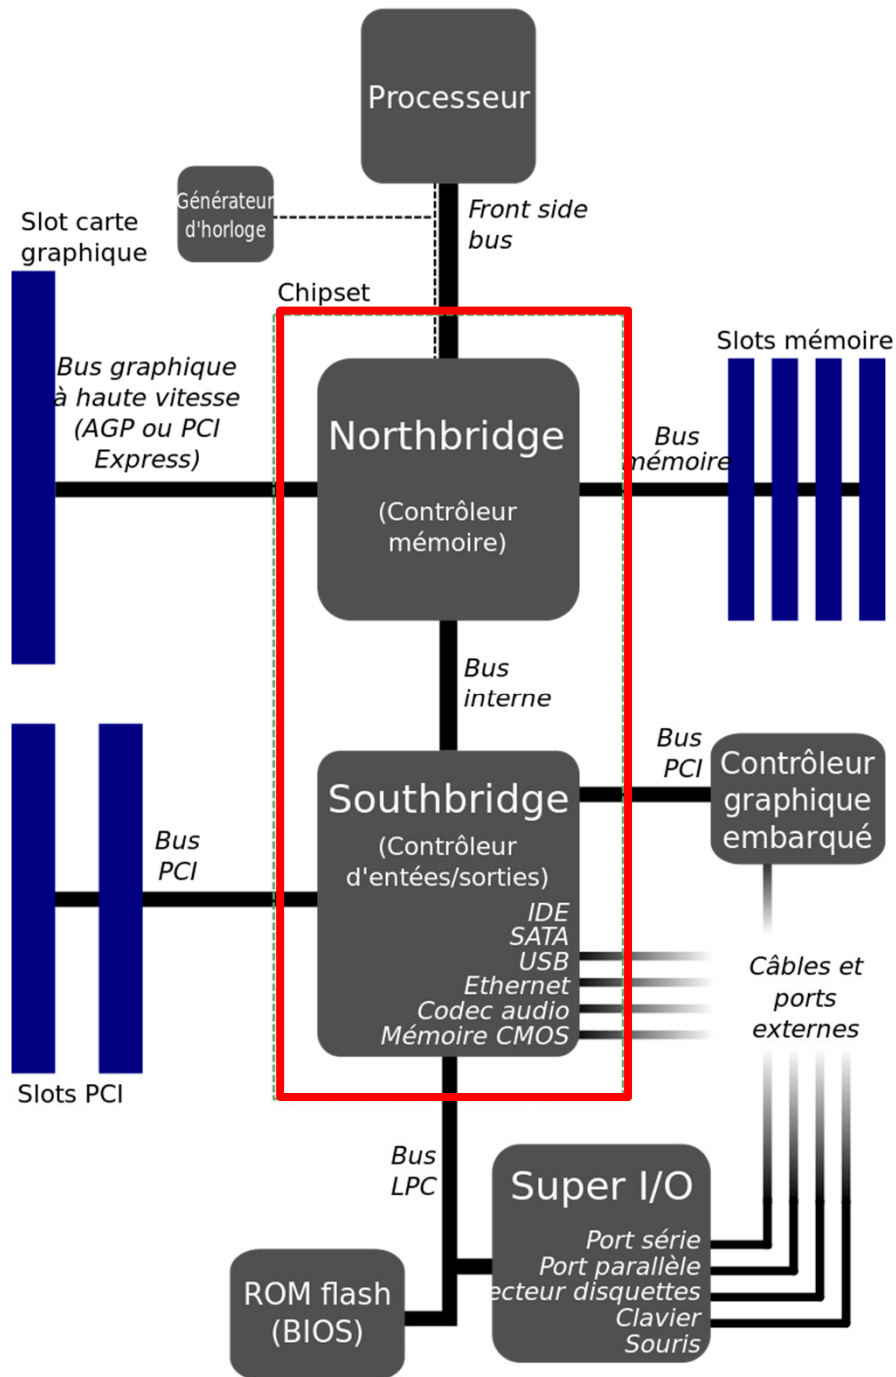 Processeur
Générateur
d'horloge
Front side
bus
Slot carte
graphique
Chipset
Bus graphique
à haute vitesse
(AGP ou PCI
Express)
Northbridge
(Contrôleur
mémoire)
Bus
mémoire
Slots mémoire
Bus
interne
Southbridge
(Contrôleur
d'entées/sorties)
IDE
SATA
USB
Ethernet
Codec audio
Mémoire CMOS
Bus
PCI
Contrôleur
graphique
embarqué
Bus
PCI
Slots PCI
Câbles et
ports
externes
Bus
LPC
Super I/O
Port série
Port parallèle
ecteur disquettes
Clavier
Souris
ROM flash
(BIOS)